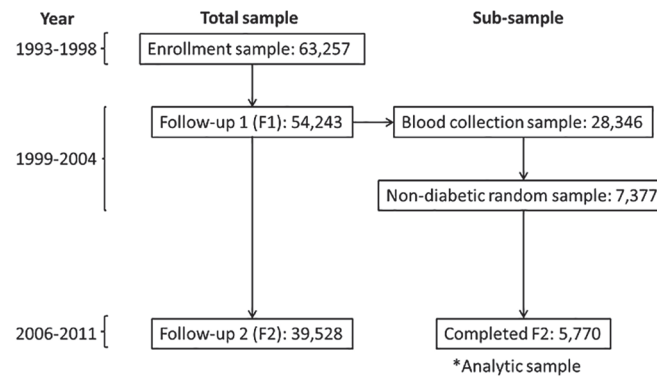 Year Total sample Sub-sample
1993-1998 Enrollment sample: 63,257
Follow-up 1 (F1): 54,243 Blood collection sample: 28,346
1999-2004
Non-diabetic random sample: 7,377
2006-2011 Follow-up 2 (F2): 39,528 Completed F2: 5,770
*Analytic sample